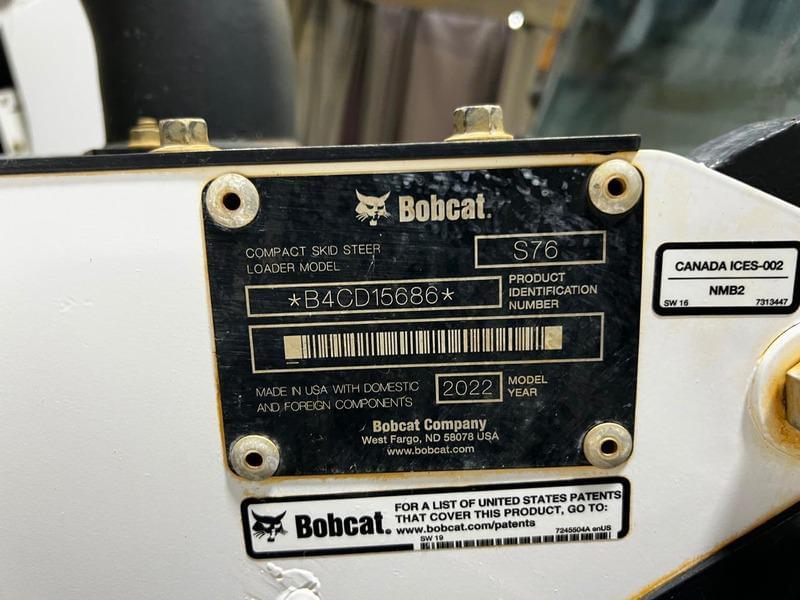 Bobcat.
COMPACT SKID STEER
LOADER MODEL
S76
*B4CD15686*
PRODUCT
IDENTIFICATION
NUMBER
MADE IN USA WITH DOMESTIC
AND FOREIGN COMPONENTS
2022
MODEL
YEAR
Bobcat Company
West Fargo, ND 58078 USA
www.bobcat.com
CANADA ICES-002
NMB2
SW 16 7313447
Bobcat.
FOR A LIST OF UNITED STATES PATENTS
THAT COVER THIS PRODUCT, GO TO:
www.bobcat.com/patents
7245504A enUS
SW 19